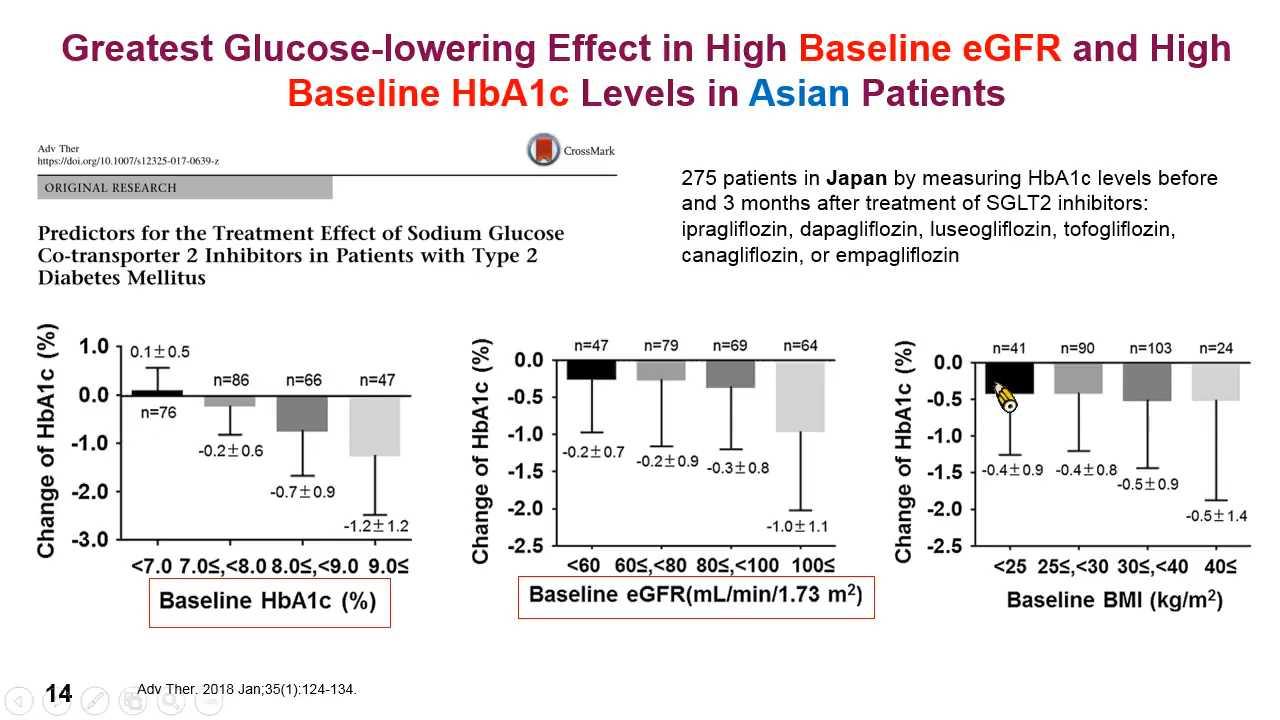 Greatest Glucose-lowering Effect in High Baseline eGFR and High
Baseline HbA1c Levels in Asian Patients
Adv Ther
https://doi.org/10.1007/s12325-017-0639-z
CrossMark
ORIGINAL RESEARCH
Predictors for the Treatment Effect of Sodium Glucose
Co-transporter 2 Inhibitors in Patients with Type 2
Diabetes Mellitus
275 patients in Japan by measuring HbA1c levels before
and 3 months after treatment of SGLT2 inhibitors:
ipragliflozin, dapagliflozin, luseogliflozin, tofogliflozin,
canagliflozin, or empagliflozin
Change of HbA1c (%)
1.0
0.0
-1.0
-2.0
-3.0
0.1±0.5
n=76
n=86
n=66
n=47
-0.2±0.6
-0.7±0.9
-1.2±1.2
<7.0 7.0≤,<8.0 8.0≤,<9.0 9.0≤
Baseline HbA1c (%)
Change of HbA1c (%)
0.0
-0.5
-1.0
-1.5
-2.0
-2.5
n=47 n=79 n=69 n=64
-0.2±0.7
-0.2±0.9
-0.3±0.8
-1.0±1.1
<60 60≤,<80 80≤,<100 100≤
Baseline eGFR(mL/min/1.73 m²)
Change of HbA1c (%)
0.0
-0.5
-1.0
-1.5
-2.0
-2.5
n=41 n=90 n=103 n=24
-0.4±0.9
-0.4±0.8
-0.5±0.9
-0.5±1.4
<25 25≤,<30 30≤,<40 40≤
Baseline BMI (kg/m²)
14
Adv Ther. 2018 Jan;35(1):124-134.